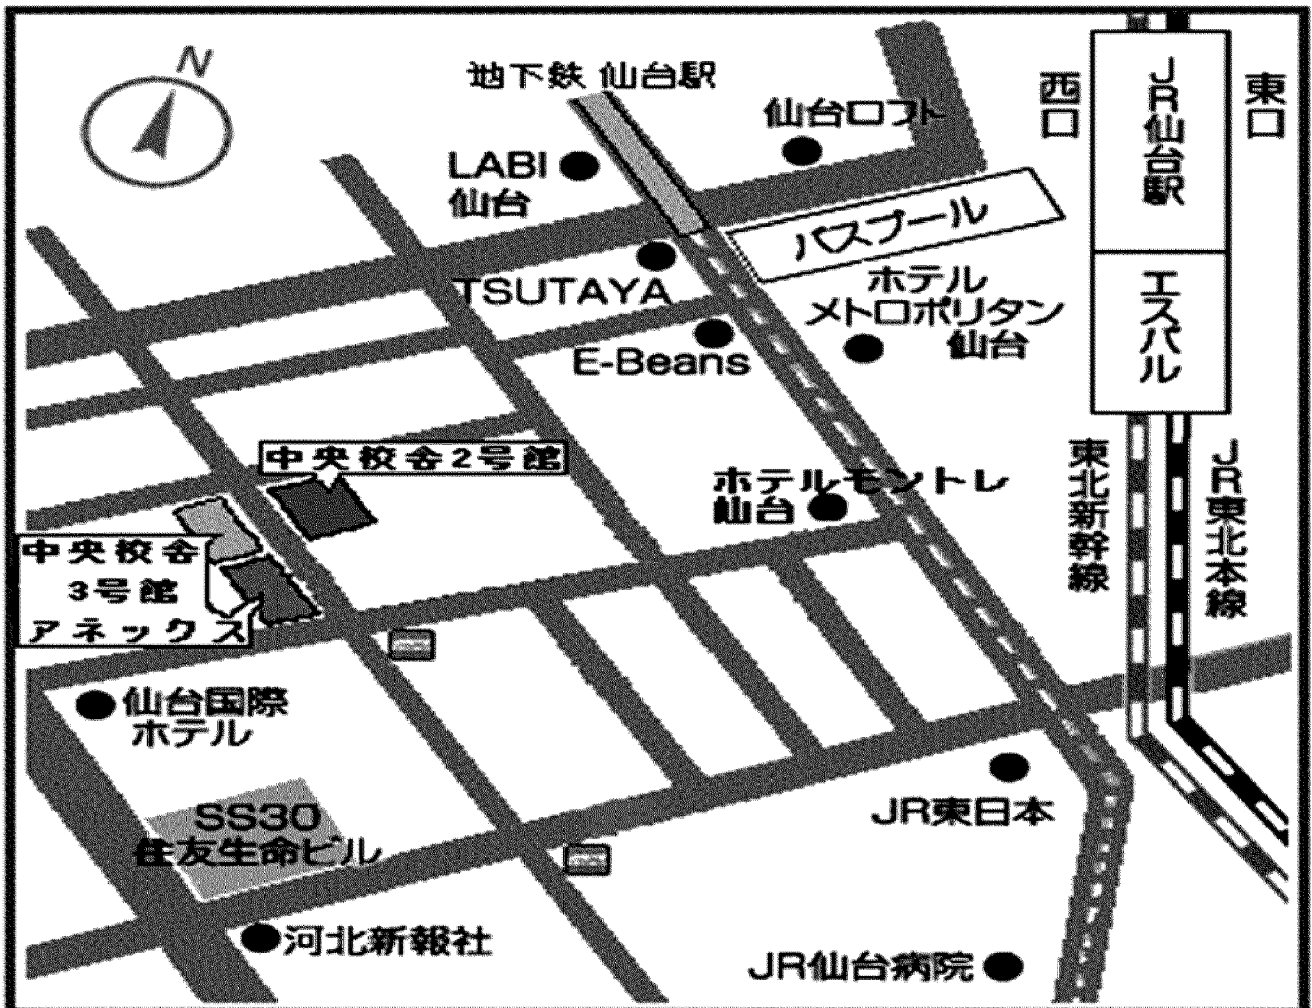 N
地下鉄 仙台駅
仙台ロフト
西口
JR仙台駅
東口
LABI
仙台
バスプール
TSUTAYA
ホテル
メトロポリタン
仙台
E-Beans
エスパル
中央校舎2号館
ホテルモントレ
仙台
東北新幹線
JR東北本線
中央校舎
3号館
アネックス
仙台国際
ホテル
SS30
住友生命ビル
JR東日本
河北新報社
JR仙台病院